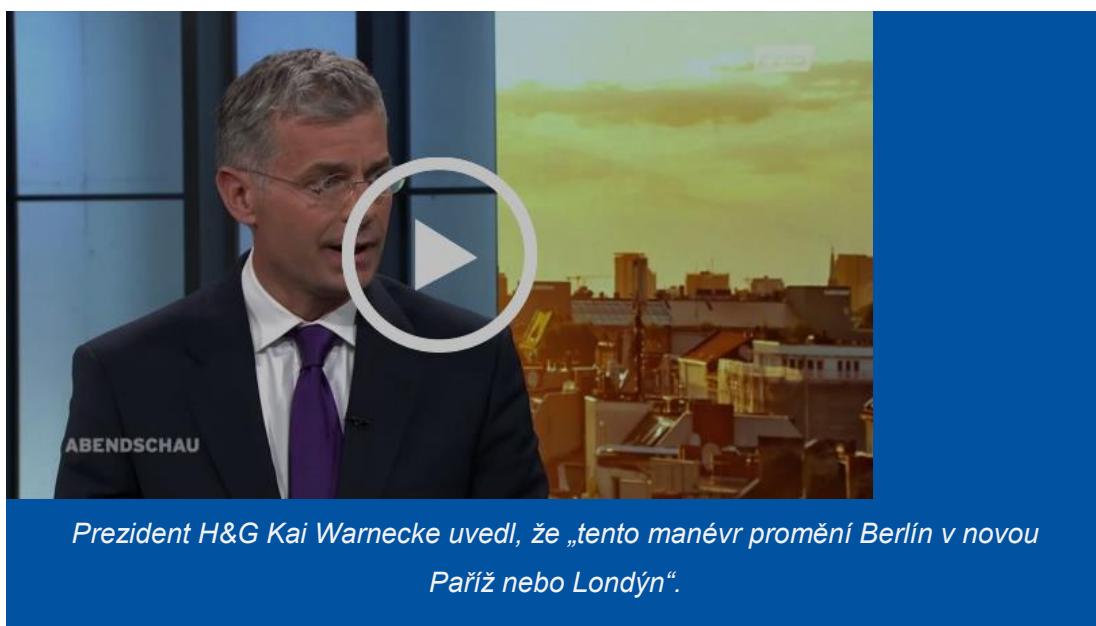 ABENDSCHAU
Prezident H&G Kai Warnecke uvedl, že „tento manévr promění Berlín v novou
Paříž nebo Londýn“.